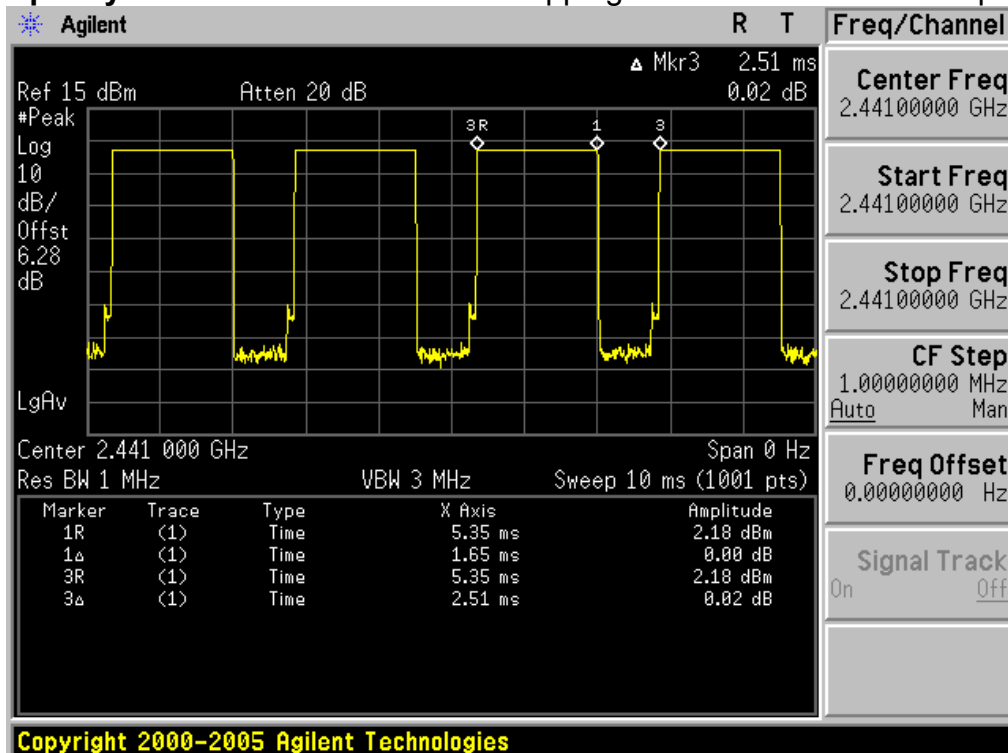 Agilent R T
Freq/Channel
▵ Mkr3 2.51 ms
Ref 15 dBm Atten 20 dB 0.02 dB
#Peak
Log
10
dB/
Offst
6.28
dB
LgAv
3R 1 3
Center 2.441 000 GHz Span 0 Hz
Res BW 1 MHz VBW 3 MHz Sweep 10 ms (1001 pts)
Marker Trace Type X Axis Amplitude
1R (1) Time 5.35 ms 2.18 dBm
1▵ (1) Time 1.65 ms 0.00 dB
3R (1) Time 5.35 ms 2.18 dBm
3▵ (1) Time 2.51 ms 0.02 dB
Center Freq
2.44100000 GHz
Start Freq
2.44100000 GHz
Stop Freq
2.44100000 GHz
CF Step
1.00000000 MHz
Auto Man
Freq Offset
0.00000000 Hz
Signal Track
On Off
Copyright 2000-2005 Agilent Technologies